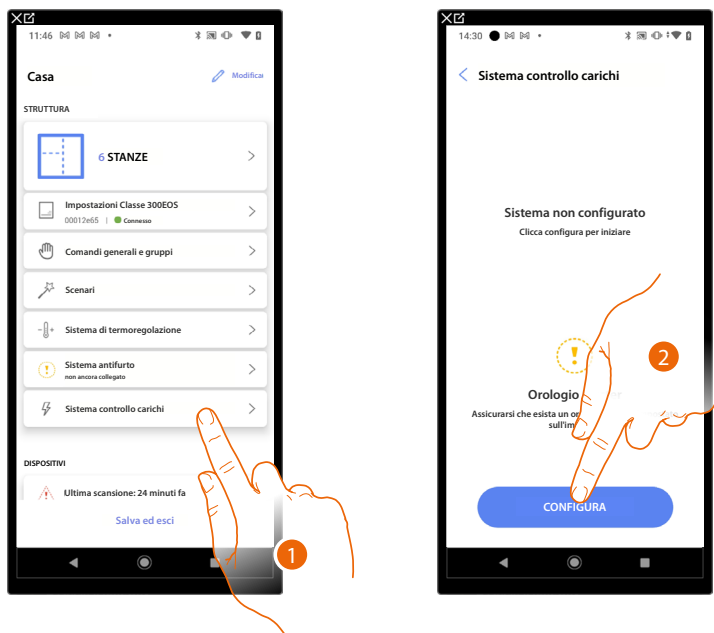 11:46
Casa
Modificar
STRUTTURA
6 STANZE
Impostazioni Classe 300EOS
00012e65 | Connesso
Comandi generali e gruppi
Scenari
Sistema di termoregolazione
Sistema antifurto
non ancora collegato
Sistema controllo carichi
DISPOSITIVI
Ultima scansione: 24 minuti fa
Salva ed esci
1
14:30
Sistema controllo carichi
Sistema non configurato
Clicca configura per iniziare
2
Orologio
Assicurarsi che esista un
sull'im
CONFIGURA